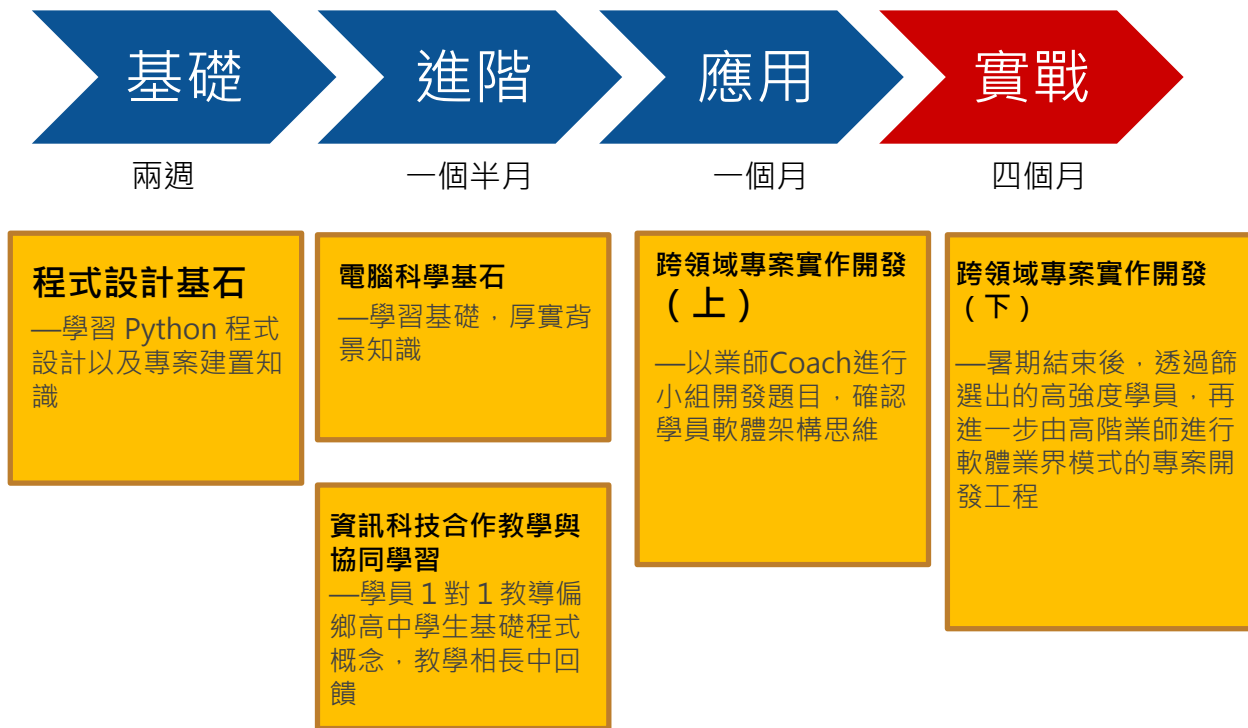 基礎
進階
應用
實戰
兩週
一個半月
一個月
四個月
程式設計基石
—學習 Python 程式
設計以及專案建置知
識
電腦科學基石
—學習基礎，厚實背
景知識
資訊科技合作教學與
協同學習
—學員１對１教導偏
鄉高中學生基礎程式
概念，教學相長中回
饋
跨領域專案實作開發
（上）
—以業師Coach進行
小組開發題目，確認
學員軟體架構思維
跨領域專案實作開發
（下）
—暑期結束後，透過篩
選出的高強度學員，再
進一步由高階業師進行
軟體業界模式的專案開
發工程